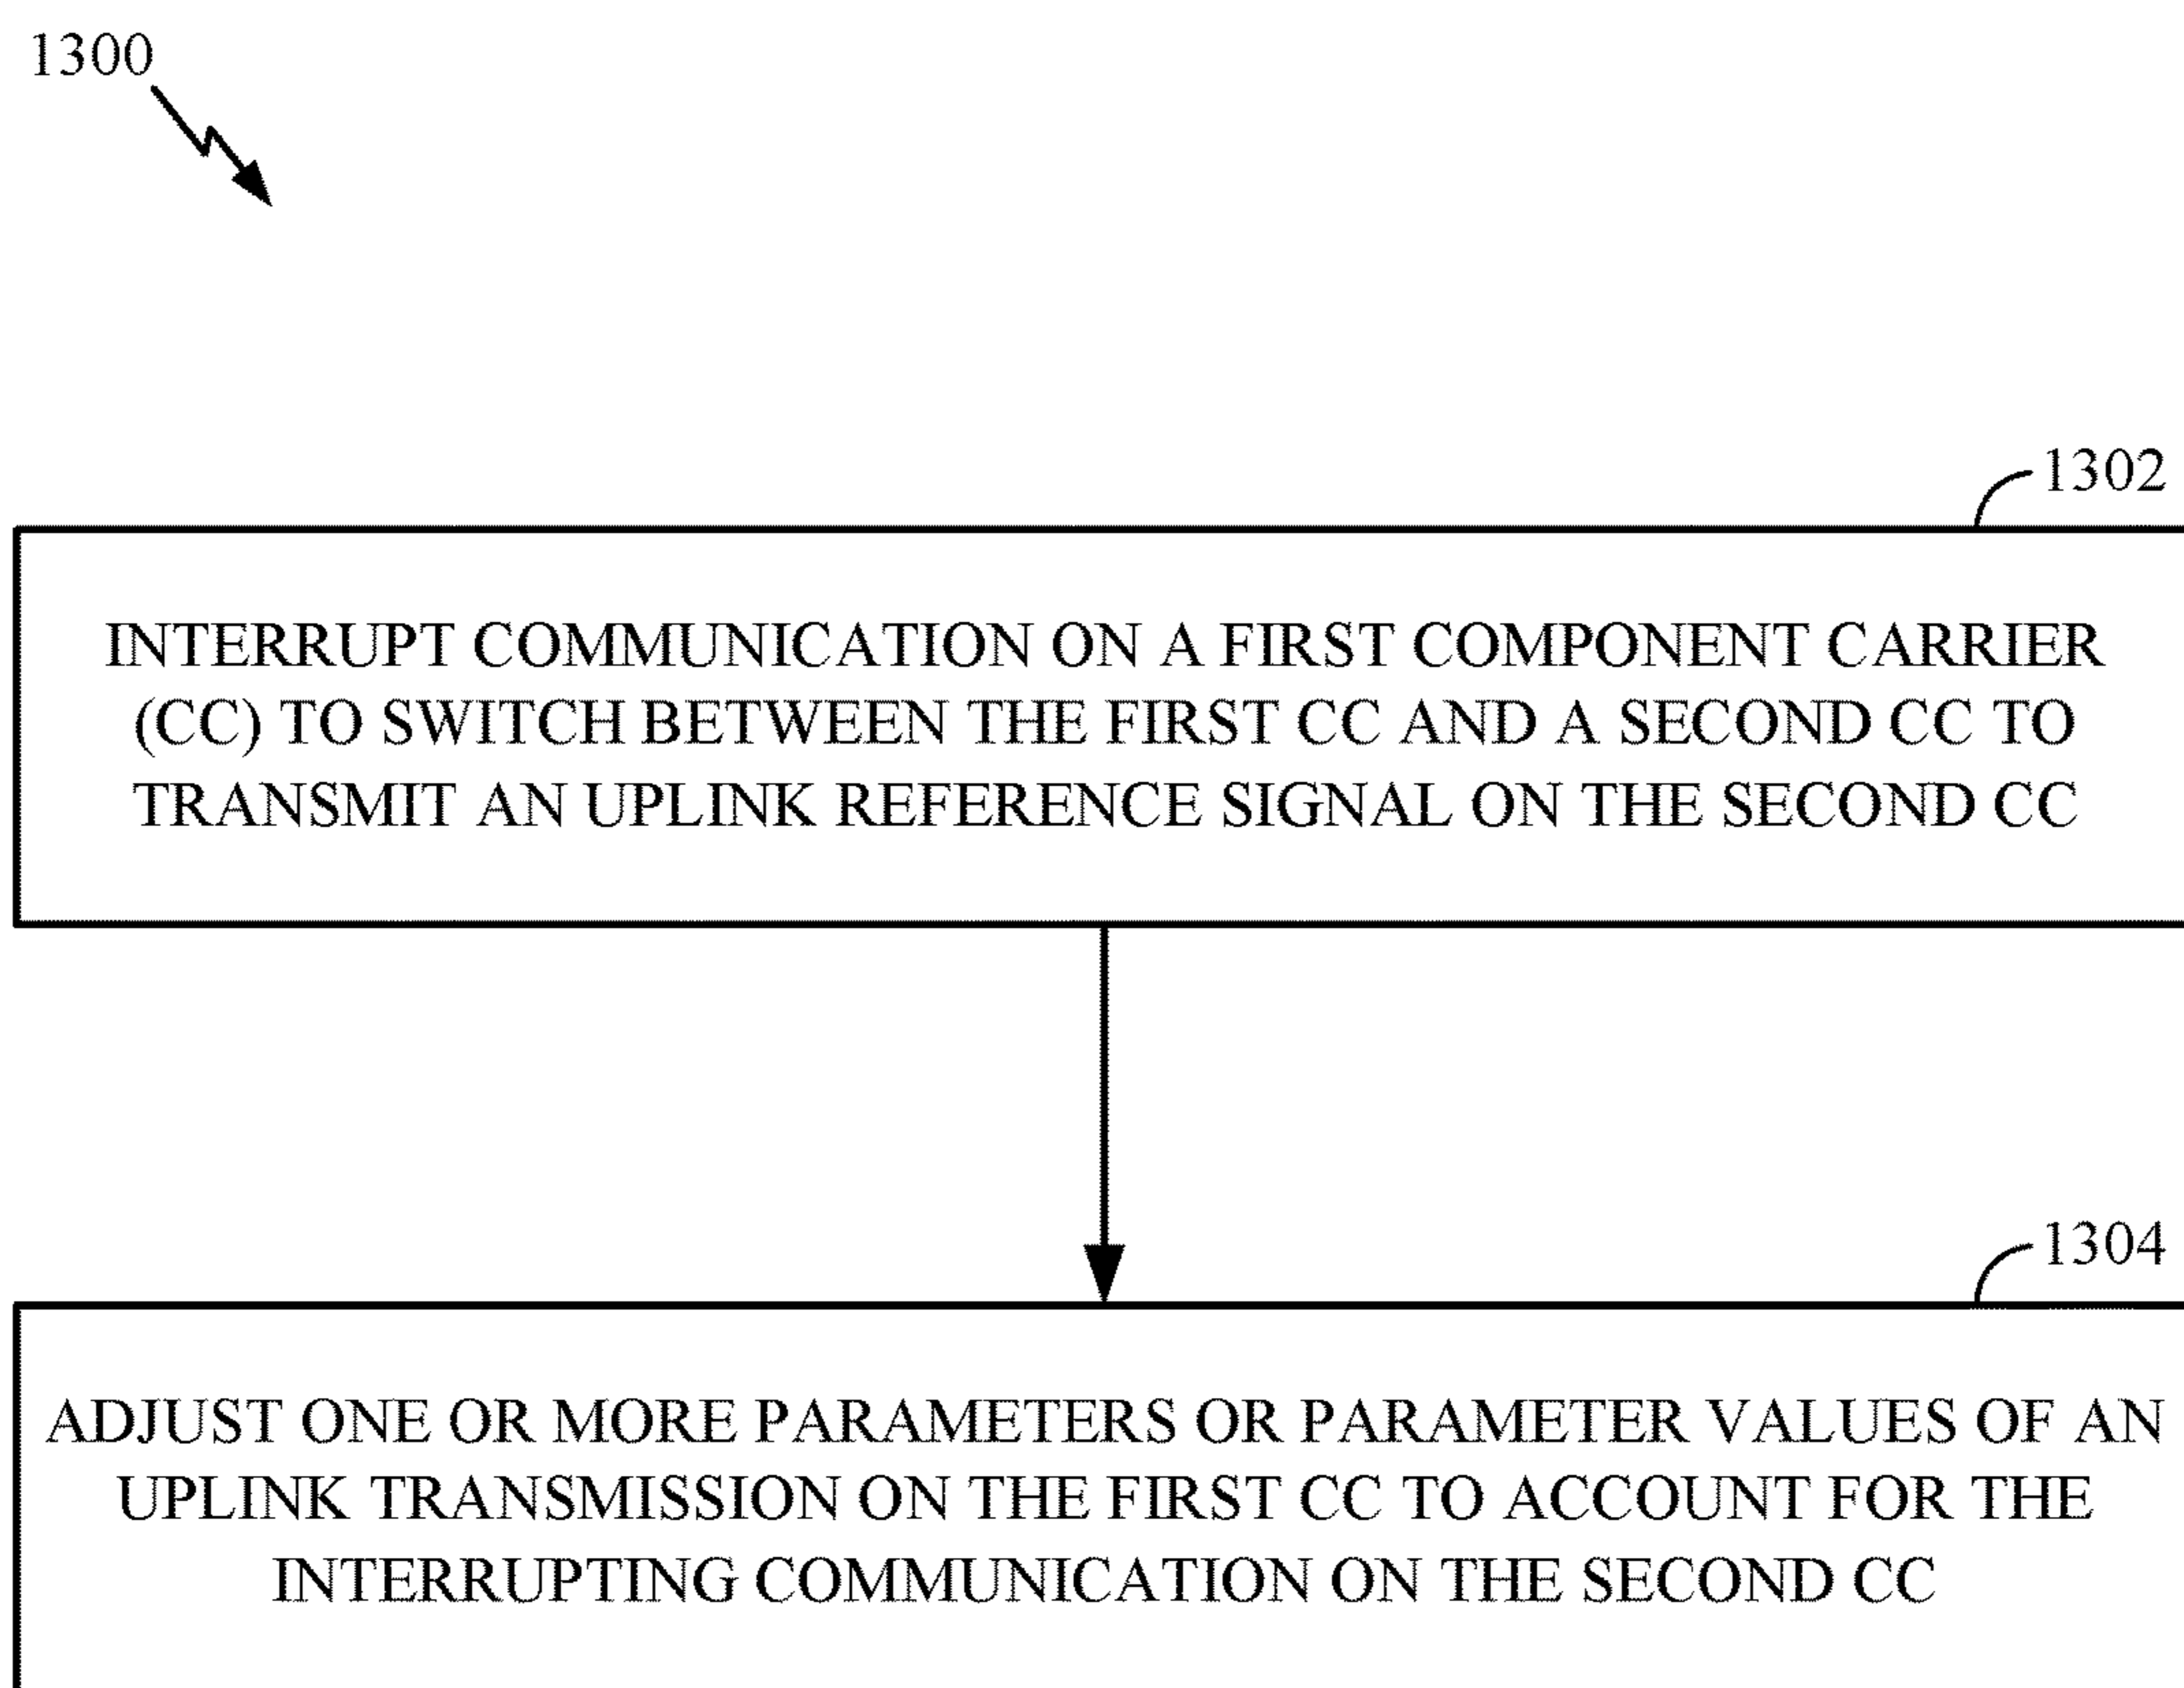 1300
1302
INTERRUPT COMMUNICATION ON A FIRST COMPONENT CARRIER
(CC) TO SWITCH BETWEEN THE FIRST CC AND A SECOND CC TO
TRANSMIT AN UPLINK REFERENCE SIGNAL ON THE SECOND CC
1304
ADJUST ONE OR MORE PARAMETERS OR PARAMETER VALUES OF AN
UPLINK TRANSMISSION ON THE FIRST CC TO ACCOUNT FOR THE
INTERRUPTING COMMUNICATION ON THE SECOND CC